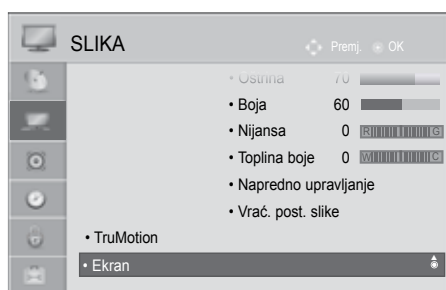 SLIKA
Premj. OK
• Oštrina 70
• Boja 60
• Nijansa 0 R G
• Toplina boje 0 W C
• Napredno upravljanje
• Vrać. post. slike
• TruMotion
• Ekran